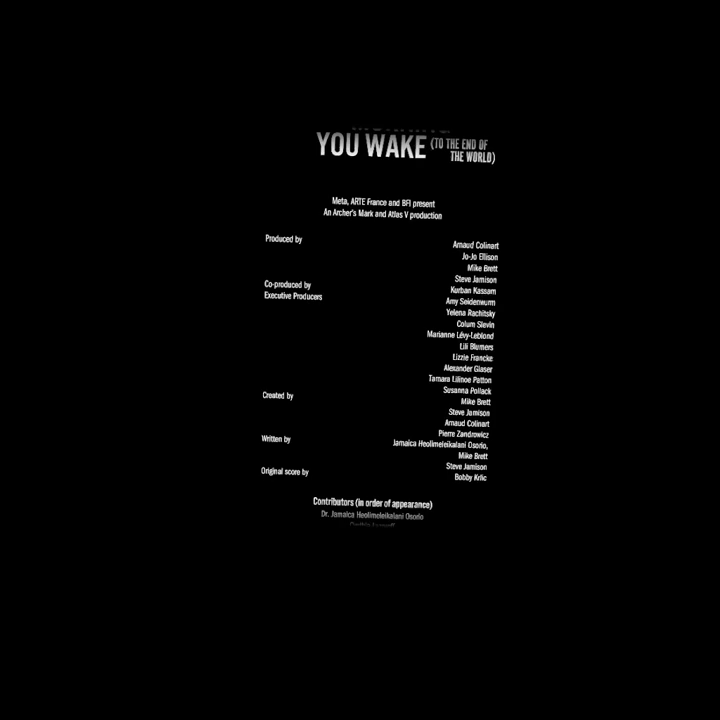 YOU WAKE (TO THE END OF
THE WORLD)
Meta, ARTE France and BFI present
An Archer's Mark and Atlas V production
Produced by
Arnaud Colinart
Jo-Jo Ellison
Mike Brett
Steve Jamison
Co-produced by
Kurban Kassam
Executive Producers
Amy Seidenwurm
Yelena Rachitsky
Colum Slevin
Marianne Lévy-Leblond
Lili Blumers
Lizzie Francke
Alexander Glaser
Tamara Lilinoe Patton
Susanna Pollack
Created by
Mike Brett
Steve Jamison
Arnaud Colinart
Pierre Zandrowicz
Written by
Jamaica Heolimeleikalani Osorio,
Mike Brett
Steve Jamison
Original score by
Bobby Krlic
Contributors (in order of appearance)
Dr. Jamaica Heolimeleikalani Osorio